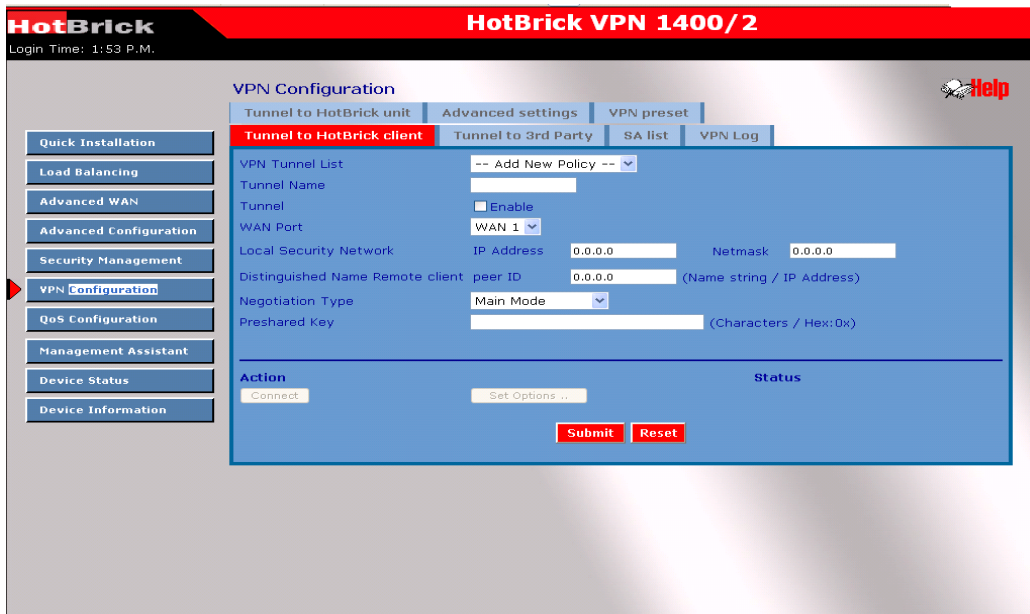 HotBrick
HotBrick VPN 1400/2
Login Time: 1:53 P.M.
VPN Configuration
Help
Tunnel to HotBrick unit Advanced settings VPN preset
Tunnel to HotBrick client Tunnel to 3rd Party SA list VPN Log
Quick Installation
Load Balancing
Advanced WAN
Advanced Configuration
Security Management
VPN Configuration
QoS Configuration
Management Assistant
Device Status
Device Information
VPN Tunnel List -- Add New Policy --
Tunnel Name
Tunnel Enable
WAN Port WAN 1
Local Security Network IP Address 0.0.0.0 Netmask 0.0.0.0
Distinguished Name Remote client peer ID 0.0.0.0 (Name string / IP Address)
Negotiation Type Main Mode
Preshared Key (Characters / Hex:0x)
Action Status
Connect Set Options ..
Submit Reset